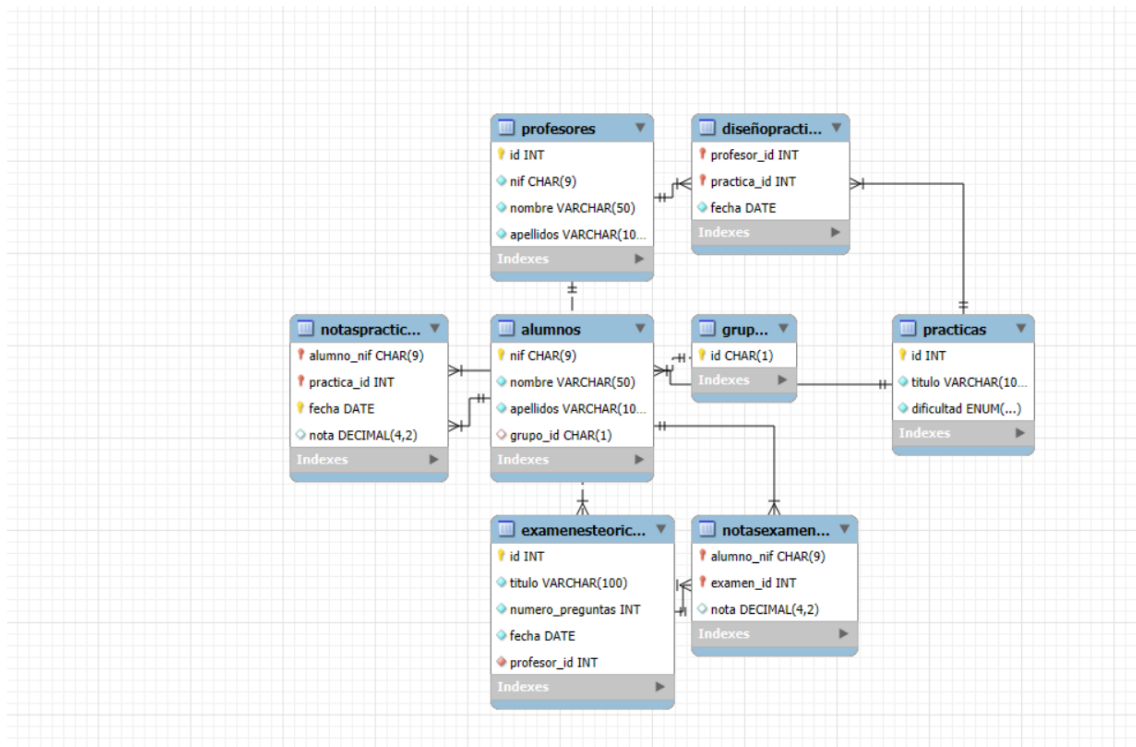 profesores
id INT
nif CHAR(9)
nombre VARCHAR(50)
apellidos VARCHAR(10...
Indexes
diseñopracti...
profesor_id INT
practica_id INT
fecha DATE
Indexes
notaspractic...
alumno_nif CHAR(9)
practica_id INT
fecha DATE
nota DECIMAL(4,2)
Indexes
alumnos
nif CHAR(9)
nombre VARCHAR(50)
apellidos VARCHAR(10...
grupo_id CHAR(1)
Indexes
grup...
id CHAR(1)
Indexes
practicas
id INT
titulo VARCHAR(10...
dificultad ENUM(...)
Indexes
examenesteoric...
id INT
titulo VARCHAR(100)
numero_preguntas INT
fecha DATE
profesor_id INT
Indexes
notasexamen...
alumno_nif CHAR(9)
examen_id INT
nota DECIMAL(4,2)
Indexes